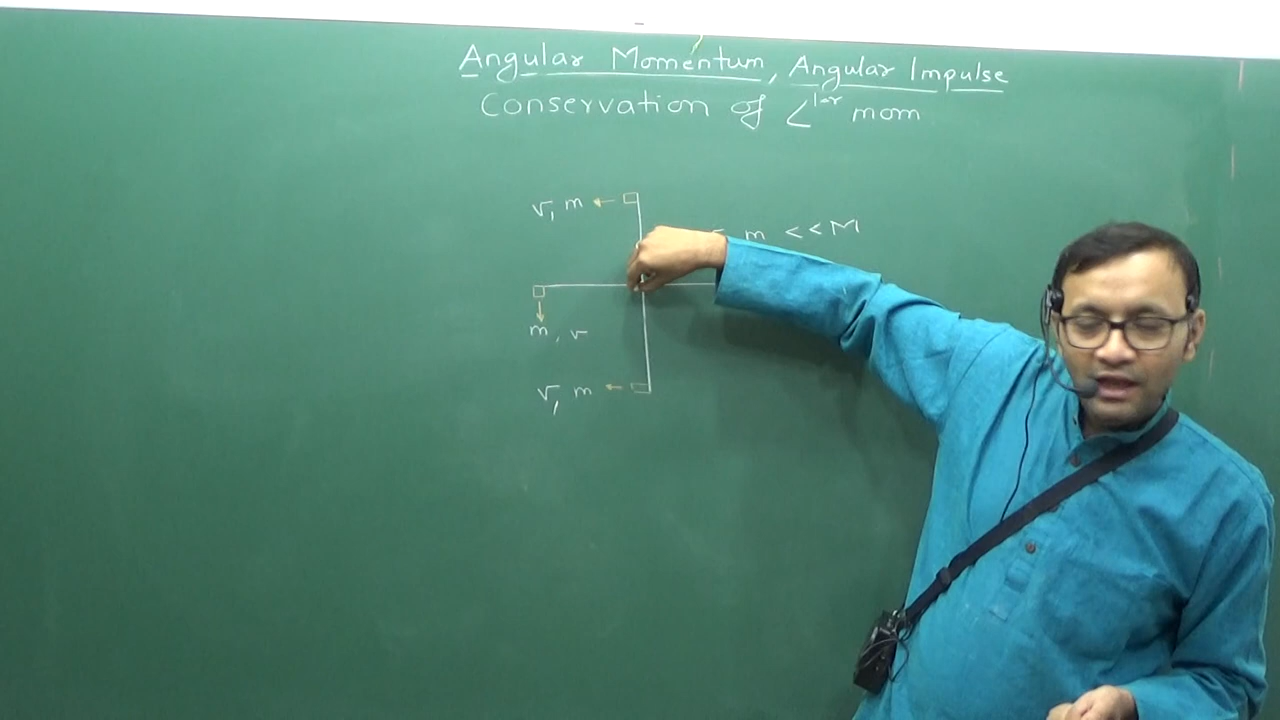 Angular Momentum, Angular Impulse
Conservation of ∠lar mom
v, m
m << M
m, v
v, m